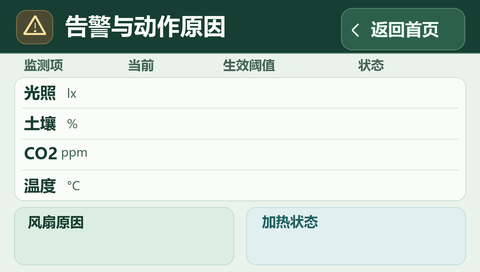 告警与动作原因
返回首页
监测项 当前 生效阈值 状态
光照 lx
土壤 %
CO2 ppm
温度 °C
风扇原因
加热状态